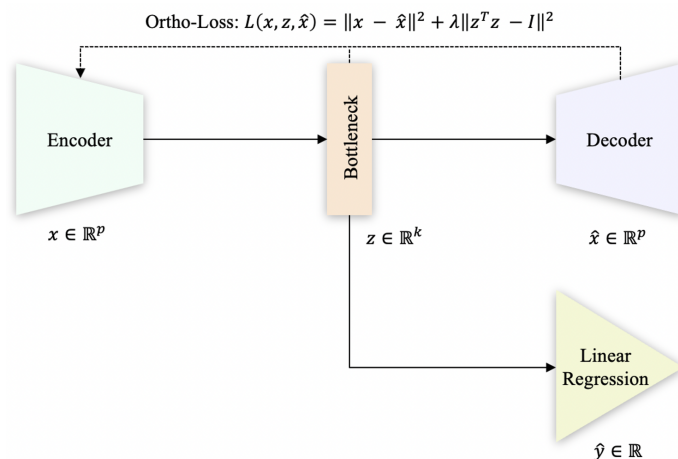 Ortho-Loss: L(x, z, x̂) = ‖x − x̂‖² + λ‖zᵀz − I‖²
Encoder
Bottleneck
Decoder
x ∈ ℝᵖ
z ∈ ℝᵏ
x̂ ∈ ℝᵖ
Linear
Regression
ŷ ∈ ℝ